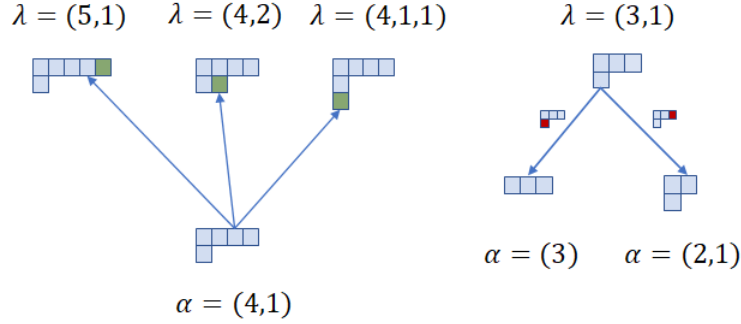 λ = (5,1)
λ = (4,2)
λ = (4,1,1)
λ = (3,1)
α = (3)
α = (2,1)
α = (4,1)